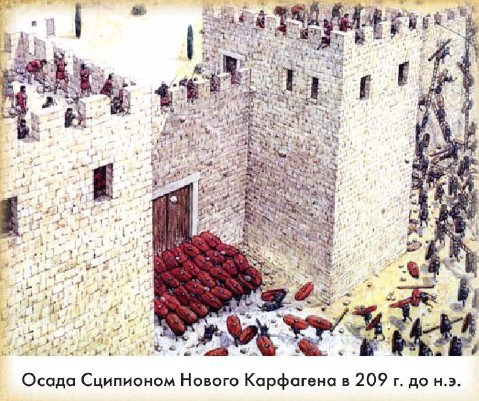 Осада Сципионом Нового Карфагена в 209 г. до н.э.